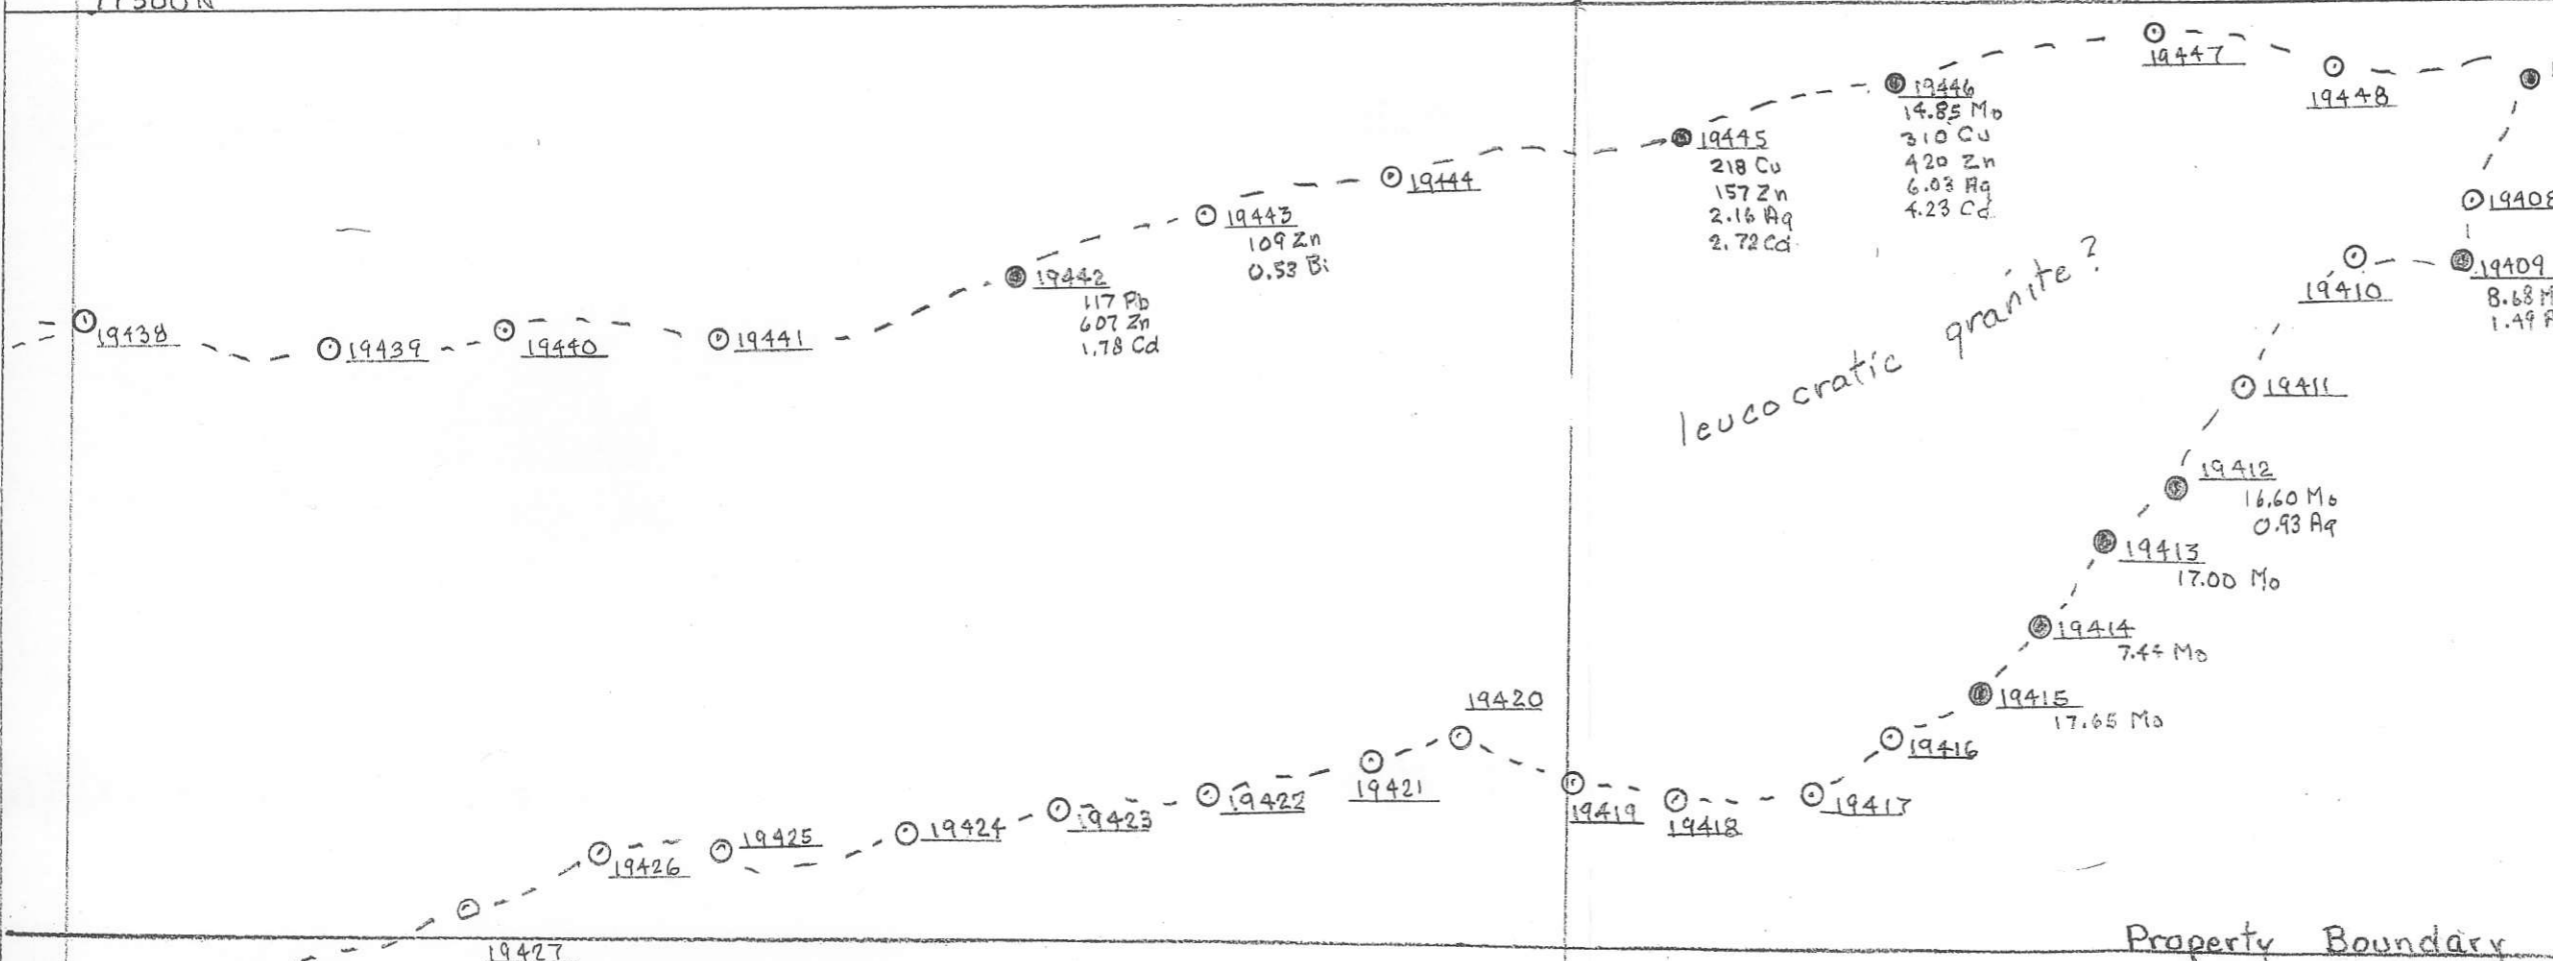 19447
19448
19446
14.85 Mo
310 Cu
420 Zn
6.03 Ag
4.23 Cd
19445
218 Cu
157 Zn
2.16 Ag
2.72 Cd
19444
19443
109 Zn
0.53 Bi
19442
117 Pb
607 Zn
1.78 Cd
19438
19439
19440
19441
leucocratic granite?
19408
19409
8.68 M
1.49 A
19410
19411
19412
16.60 Mo
0.93 Ag
19413
17.00 Mo
19414
7.44 Mo
19415
17.65 Mo
19416
19417
19418
19419
19420
19421
19422
19423
19424
19425
19426
19427
Property Boundary